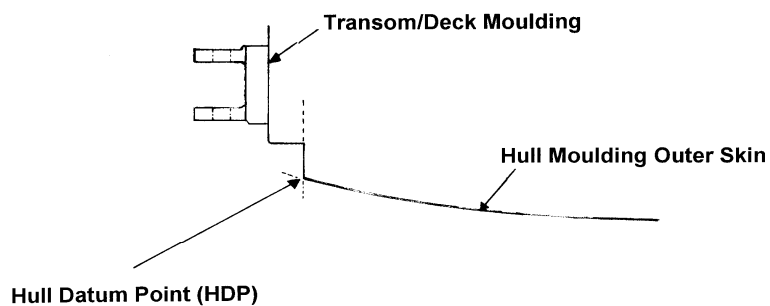 Transom/Deck Moulding
Hull Moulding Outer Skin
Hull Datum Point (HDP)